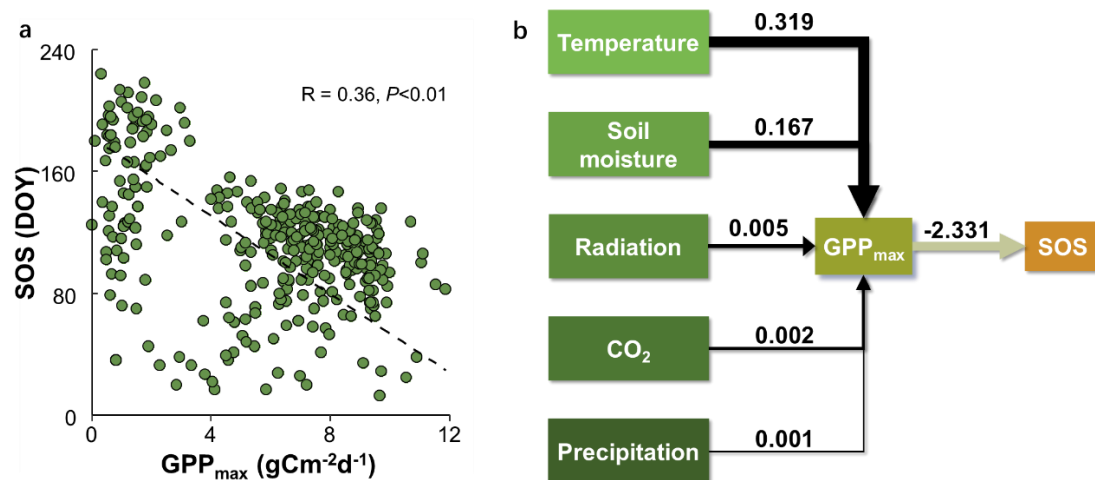 a
SOS (DOY)
240
160
80
0
R = 0.36, P<0.01
0 4 8 12
GPPmax (gCm⁻²d⁻¹)
b
Temperature
0.319
Soil
moisture
0.167
Radiation
0.005
GPPmax
-2.331
SOS
CO₂
0.002
Precipitation
0.001